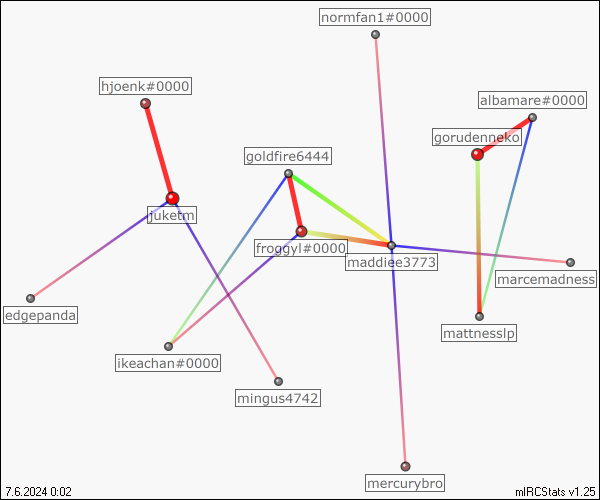 normfan1#0000
hjoenk#0000
albamare#0000
gorudenneko
goldfire6444
juketm
froggyl#0000
maddiee3773
marcemadness
edgepanda
mattnesslp
ikeachan#0000
mingus4742
mercurybro
7.6.2024 0:02
mIRCStats v1.25